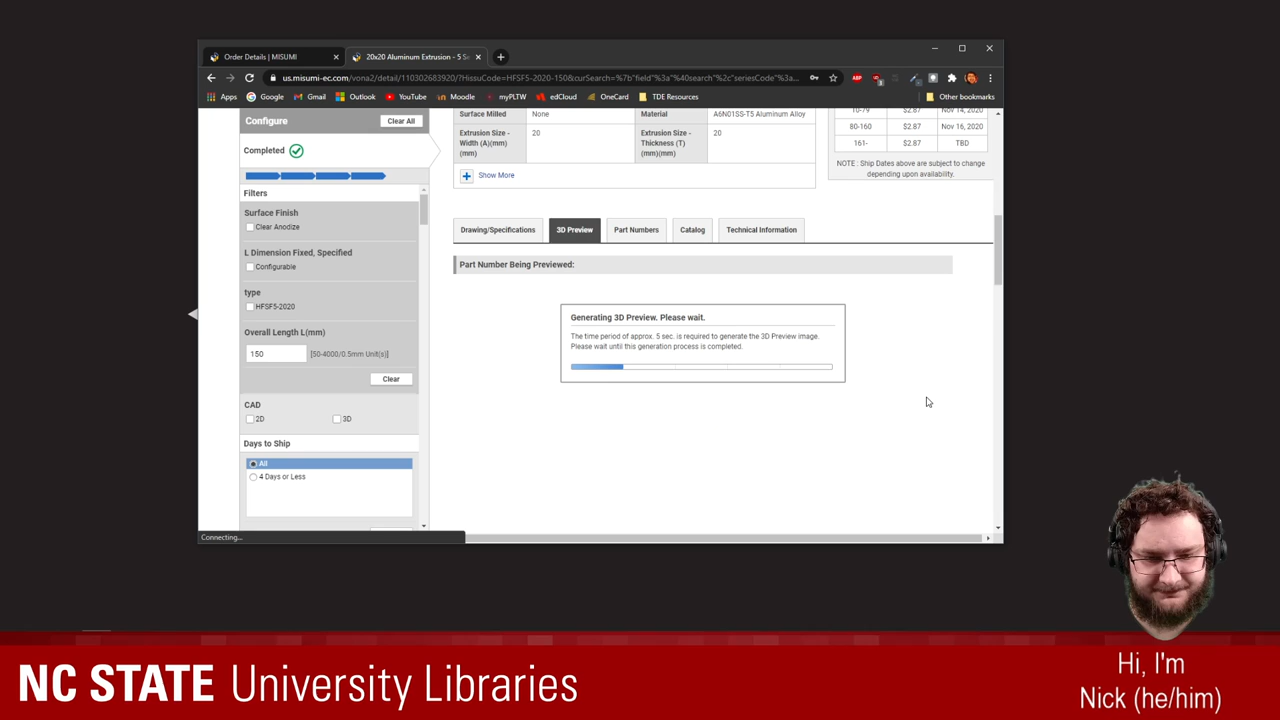 Order Details | MISUMI
20x20 Aluminum Extrusion - 5 S
us.misumi-ec.com/vona2/detail/110302683920/?HissuCode=HFSF5-2020-150&curSearch=%7b"field"%3a"%40search"%2c"seriesCode"%3a...
Apps Google Gmail Outlook YouTube Moodle myPLTW edCloud OneCard TDE Resources Other bookmarks
Configure
Clear All
Completed
Filters
Surface Finish
Clear Anodize
L Dimension Fixed, Specified
Configurable
type
HFSF5-2020
Overall Length L(mm)
150 [50-4000/0.5mm Unit(s)]
Clear
CAD
2D 3D
Days to Ship
All
4 Days or Less
Connecting...
Surface Milled None Material A6N01SS-T5 Aluminum Alloy
Extrusion Size - 20 Extrusion Size - 20
Width (A)(mm) Thickness (T)
(mm) (mm)(mm)
Show More
10-79 $2.87 Nov 14, 2020
80-160 $2.87 Nov 16, 2020
161- $2.87 TBD
NOTE : Ship Dates above are subject to change
depending upon availability.
Drawing/Specifications 3D Preview Part Numbers Catalog Technical Information
Part Number Being Previewed:
Generating 3D Preview. Please wait.
The time period of approx. 5 sec. is required to generate the 3D Preview image.
Please wait until this generation process is completed.
NC STATE University Libraries
Hi, I'm
Nick (he/him)